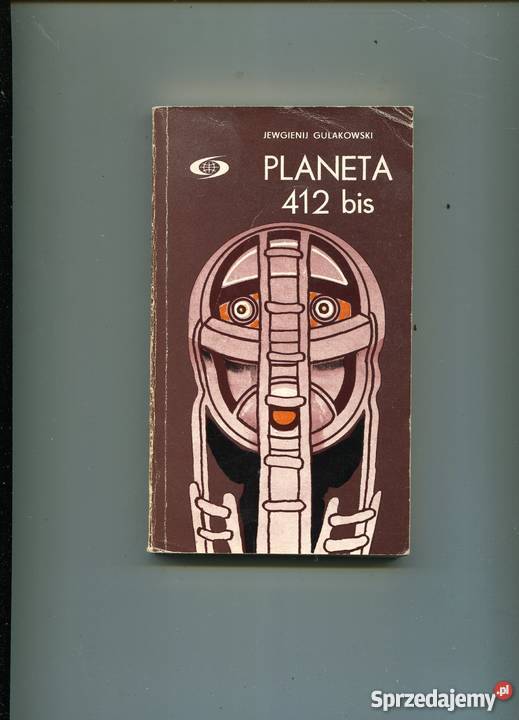 JEWGIENIJ GULAKOWSKI
PLANETA
412 bis
Sprzedajemy.pl